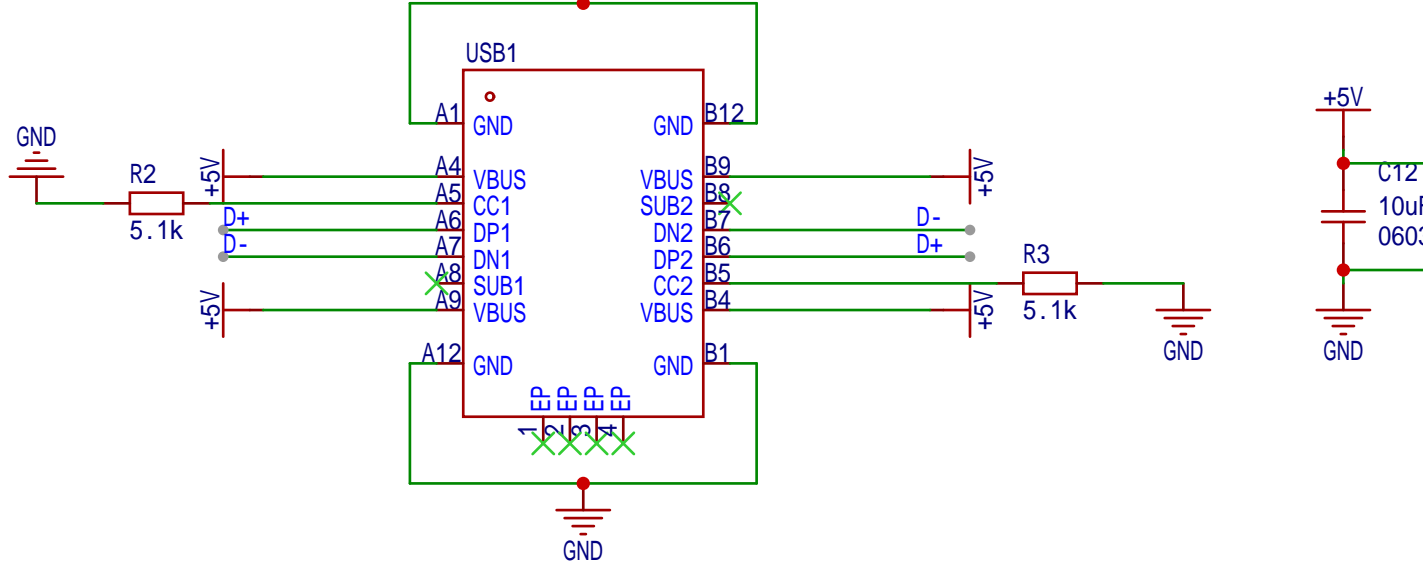 USB1
A1
GND
GND
B12
GND
R2
5.1k
+5V
A4
VBUS
VBUS
B9
+5V
A5
CC1
SUB2
B8
D+
A6
DP1
DN2
B7
D-
D-
A7
DN1
DP2
B6
D+
A8
SUB1
CC2
B5
+5V
A9
VBUS
VBUS
B4
+5V
R3
5.1k
GND
A12
GND
GND
B1
EP
EP
EP
EP
1
2
3
4
GND
+5V
C12
10u
0603
GND